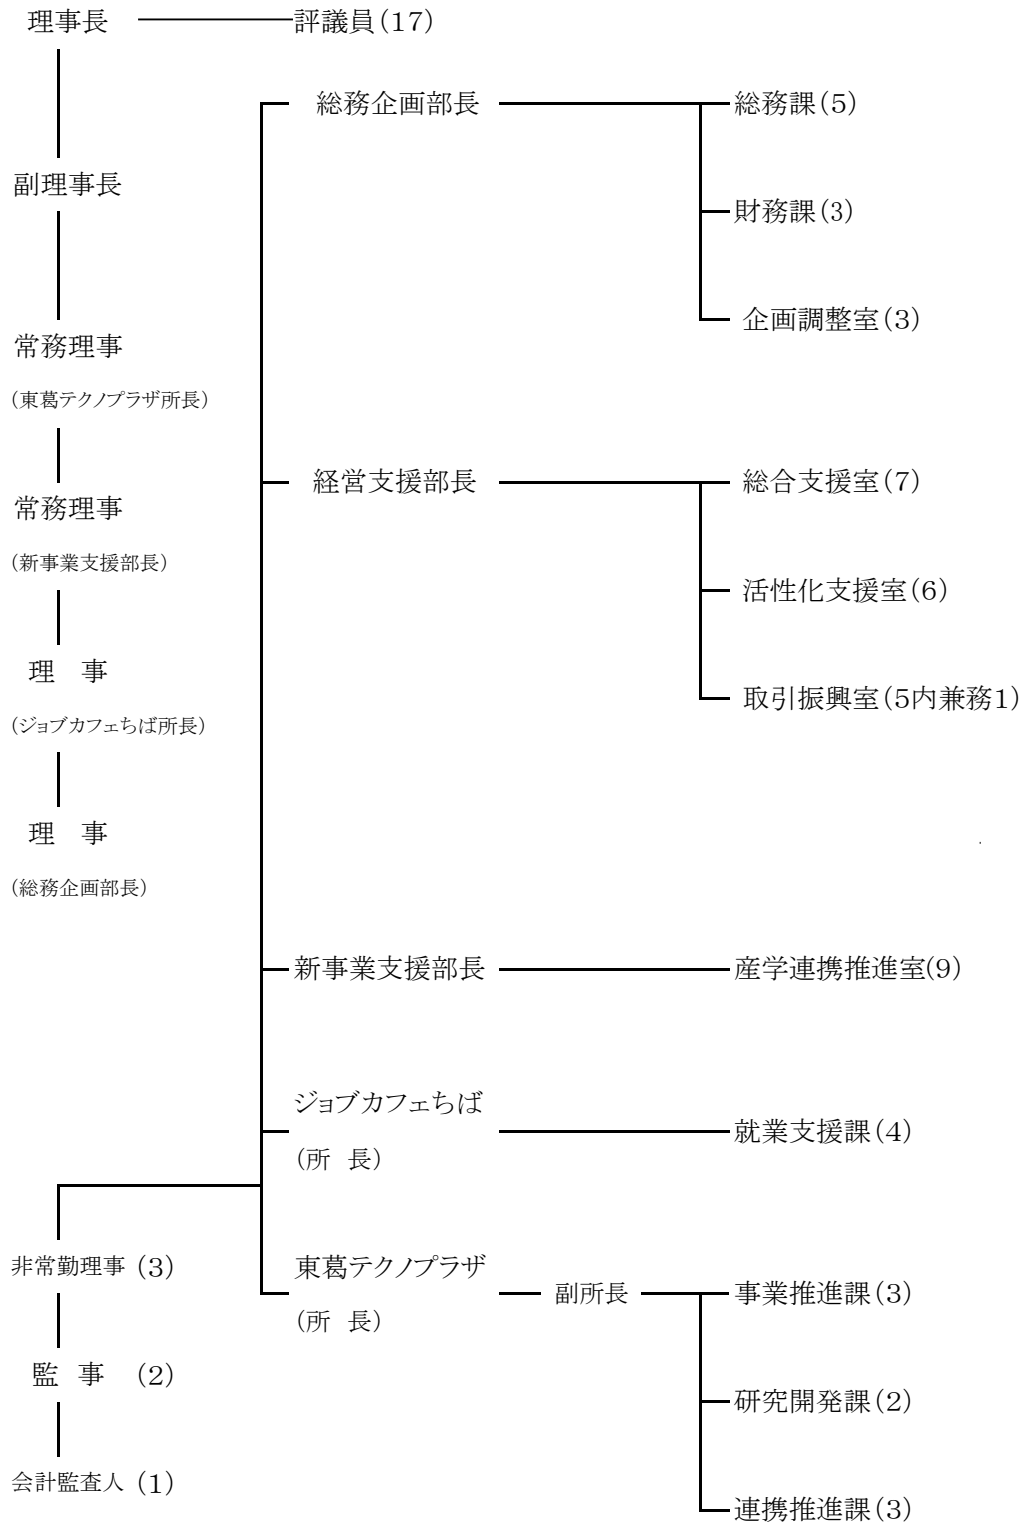 理事長
評議員(17)
総務企画部長
総務課(5)
副理事長
財務課(3)
企画調整室(3)
常務理事
(東葛テクノプラザ所長)
経営支援部長
総合支援室(7)
常務理事
(新事業支援部長)
活性化支援室(6)
理　事
(ジョブカフェちば所長)
取引振興室(5内兼務1)
理　事
(総務企画部長)
新事業支援部長
産学連携推進室(9)
ジョブカフェちば
(所　長)
就業支援課(4)
非常勤理事 (3)
東葛テクノプラザ
(所　長)
副所長
事業推進課(3)
監　事　(2)
研究開発課(2)
会計監査人 (1)
連携推進課(3)